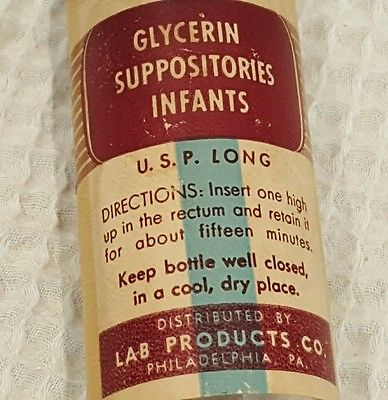 GLYCERIN
SUPPOSITORIES
INFANTS
U.S.P. LONG
DIRECTIONS: Insert one high
up in the rectum and retain it
for about fifteen minutes.
Keep bottle well closed,
in a cool, dry place.
DISTRIBUTED BY
LAB PRODUCTS CO.
PHILADELPHIA PA.